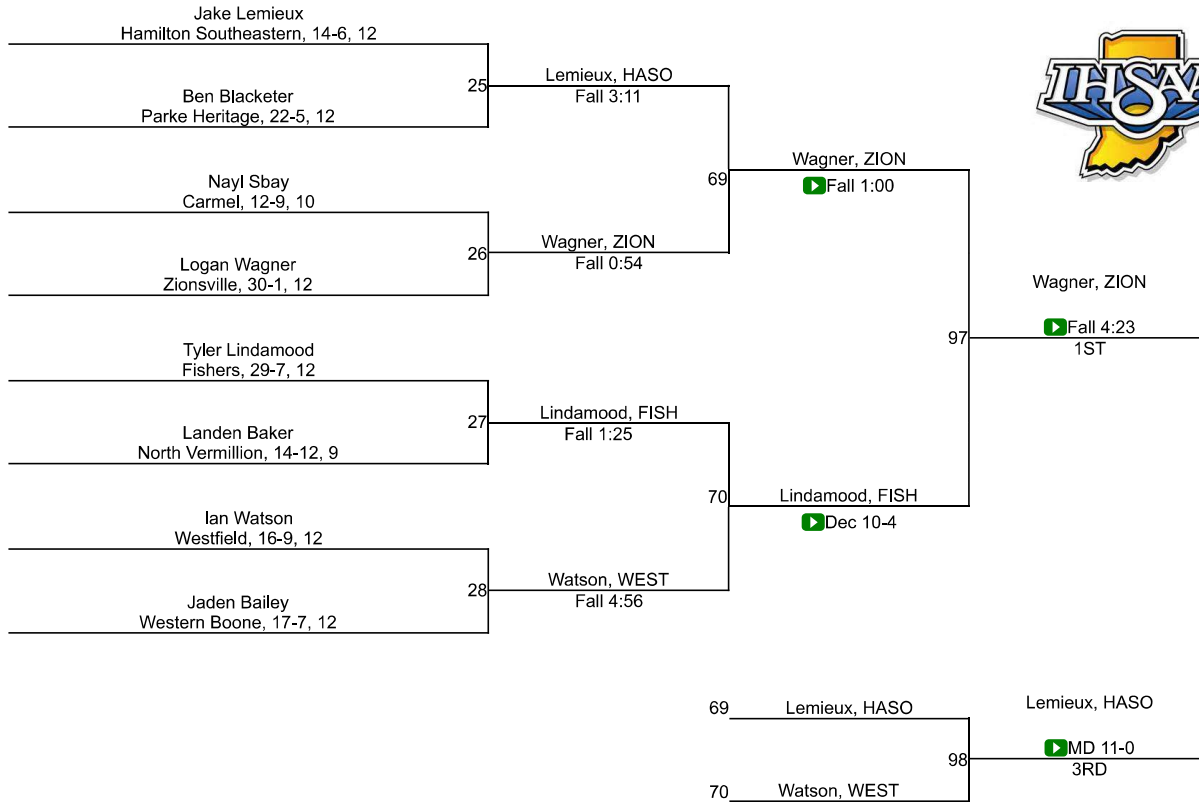 Jake Lemieux
Hamilton Southeastern, 14-6, 12
25
Lemieux, HASO
Fall 3:11
Ben Blacketer
Parke Heritage, 22-5, 12
IHSAA
69
Wagner, ZION
Fall 1:00
Nayl Sbay
Carmel, 12-9, 10
26
Wagner, ZION
Fall 0:54
Logan Wagner
Zionsville, 30-1, 12
97
Wagner, ZION
Fall 4:23
1ST
Tyler Lindamood
Fishers, 29-7, 12
27
Lindamood, FISH
Fall 1:25
Landen Baker
North Vermillion, 14-12, 9
70
Lindamood, FISH
Dec 10-4
Ian Watson
Westfield, 16-9, 12
28
Watson, WEST
Fall 4:56
Jaden Bailey
Western Boone, 17-7, 12
69
Lemieux, HASO
98
Lemieux, HASO
MD 11-0
3RD
70
Watson, WEST